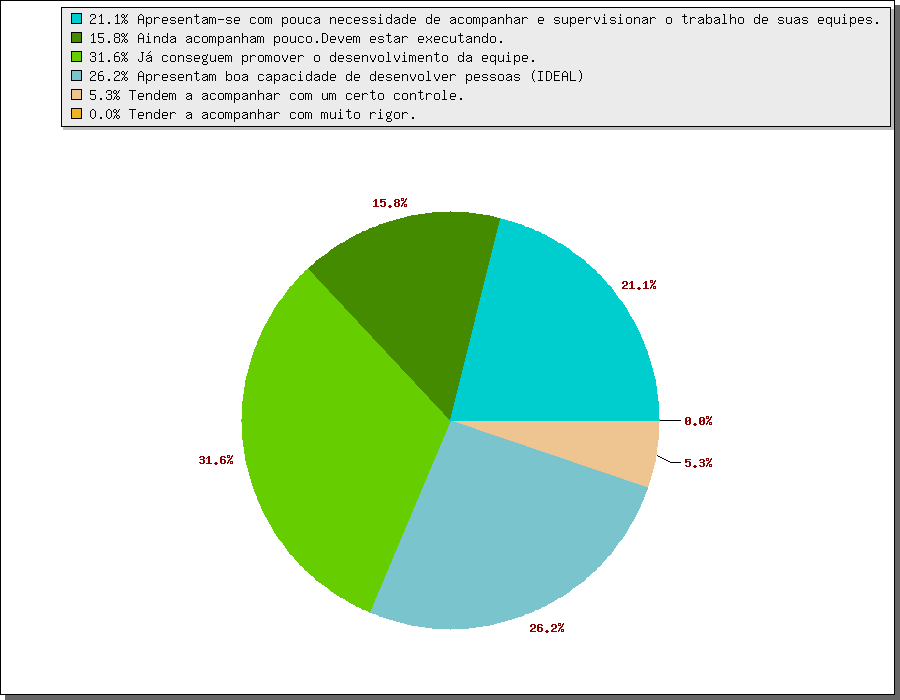 21.1% Apresentam-se com pouca necessidade de acompanhar e supervisionar o trabalho de suas equipes.
15.8% Ainda acompanham pouco.Devem estar executando.
31.6% Já conseguem promover o desenvolvimento da equipe.
26.2% Apresentam boa capacidade de desenvolver pessoas (IDEAL)
5.3% Tendem a acompanhar com um certo controle.
0.0% Tender a acompanhar com muito rigor.
15.8%
21.1%
0.0%
31.6%
5.3%
26.2%